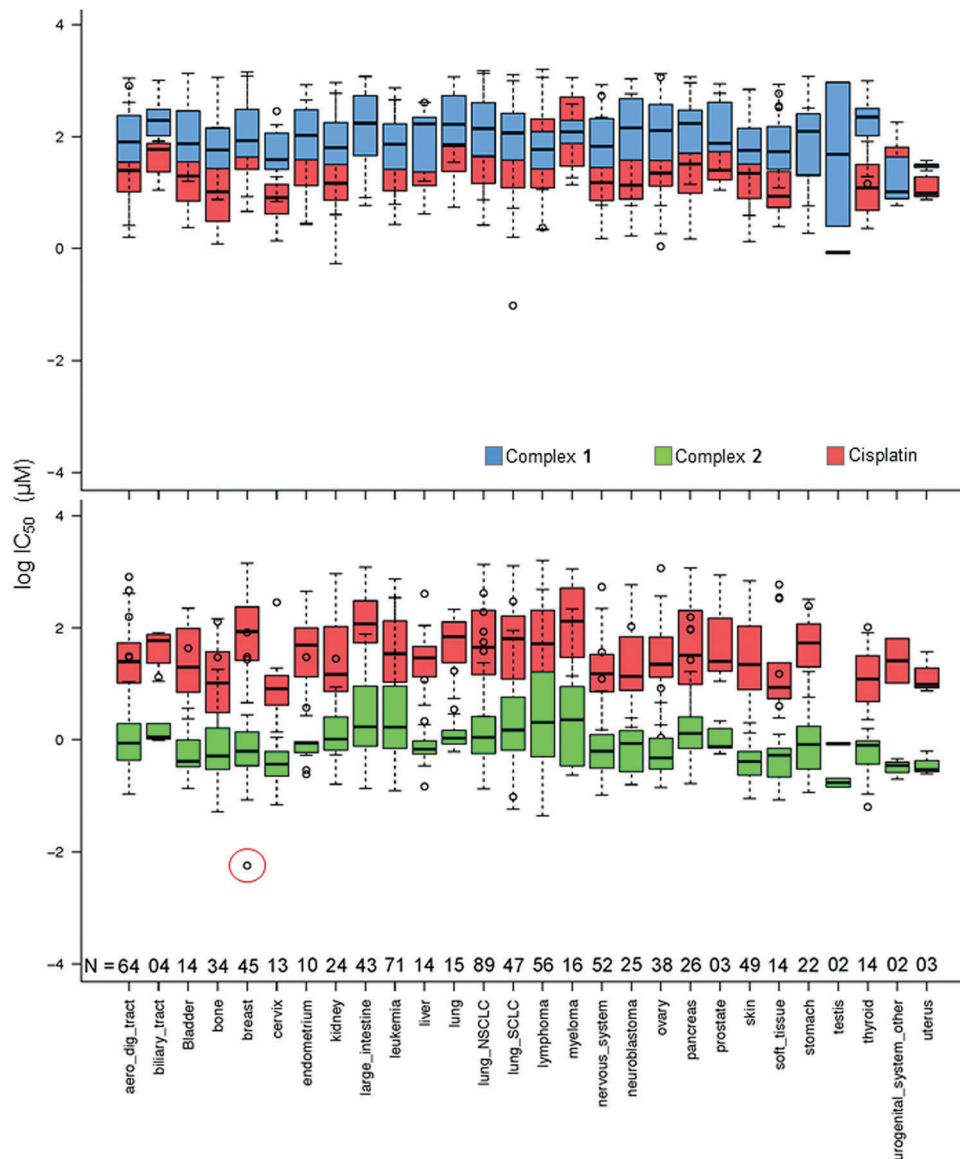 4
2
0
−2
−4
Complex 1
Complex 2
Cisplatin
log IC50 (µM)
4
2
0
−2
−4
N = 64 04 14 34 45 13 10 24 43 71 14 15 89 47 56 16 52 25 38 26 03 49 14 22 02 14 02 03
aero_dig_tract
biliary_tract
Bladder
bone
breast
cervix
endometrium
kidney
large_intestine
leukemia
liver
lung
lung_NSCLC
lung_SCLC
lymphoma
myeloma
nervous_system
neuroblastoma
ovary
pancreas
prostate
skin
soft_tissue
stomach
testis
thyroid
urogenital_system_other
uterus